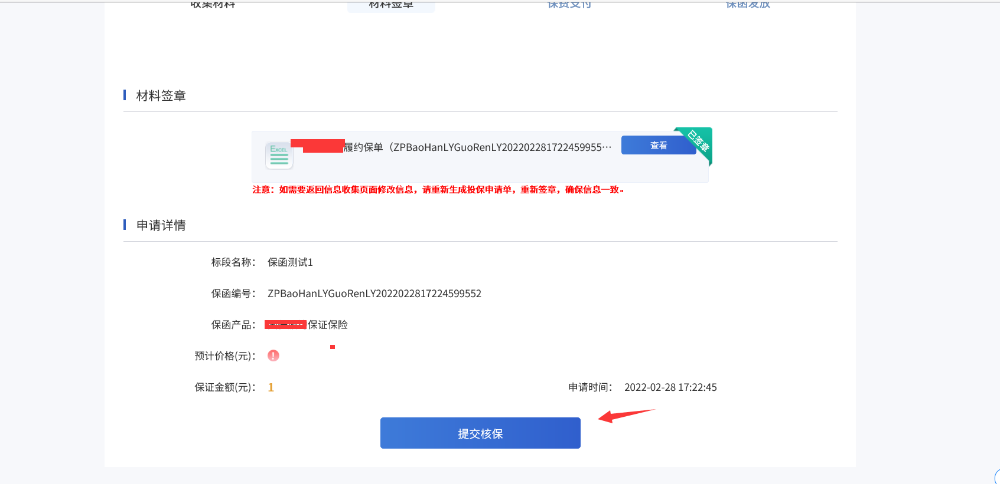 收集材料
材料签章
保费支付
保函发放
材料签章
EXCEL
履约保单（ZPBaoHanLYGuoRenLY202202281722459955…
查看
已签章
注意：如需要返回信息收集页面修改信息，请重新生成投保申请单，重新签章，确保信息一致。
申请详情
标段名称： 保函测试1
保函编号： ZPBaoHanLYGuoRenLY2022022817224599552
保函产品： 保证保险
预计价格(元)：
保证金额(元)： 1
申请时间： 2022-02-28 17:22:45
提交核保